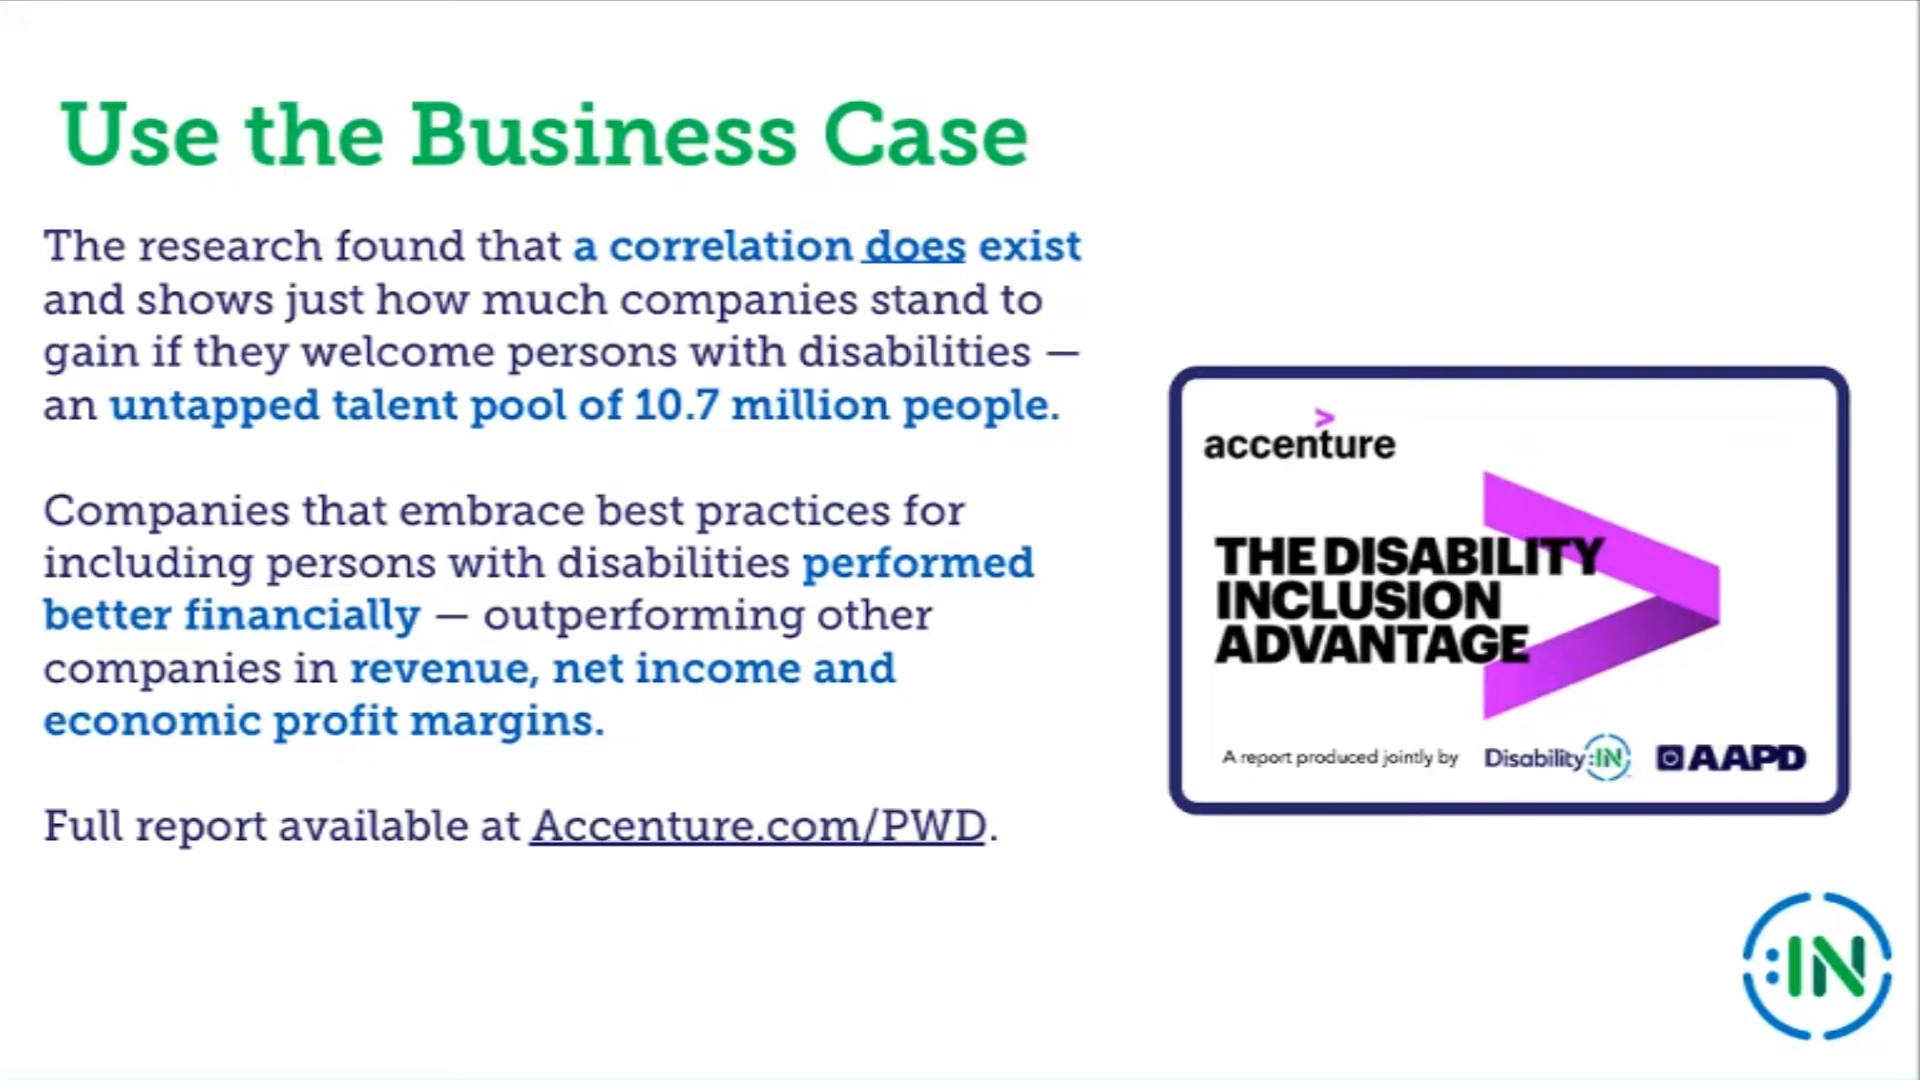 Use the Business Case
The research found that a correlation does exist
and shows just how much companies stand to
gain if they welcome persons with disabilities —
an untapped talent pool of 10.7 million people.
Companies that embrace best practices for
including persons with disabilities performed
better financially — outperforming other
companies in revenue, net income and
economic profit margins.
Full report available at Accenture.com/PWD.
accenture
THE DISABILITY
INCLUSION
ADVANTAGE
A report produced jointly by Disability:IN AAPD
:IN